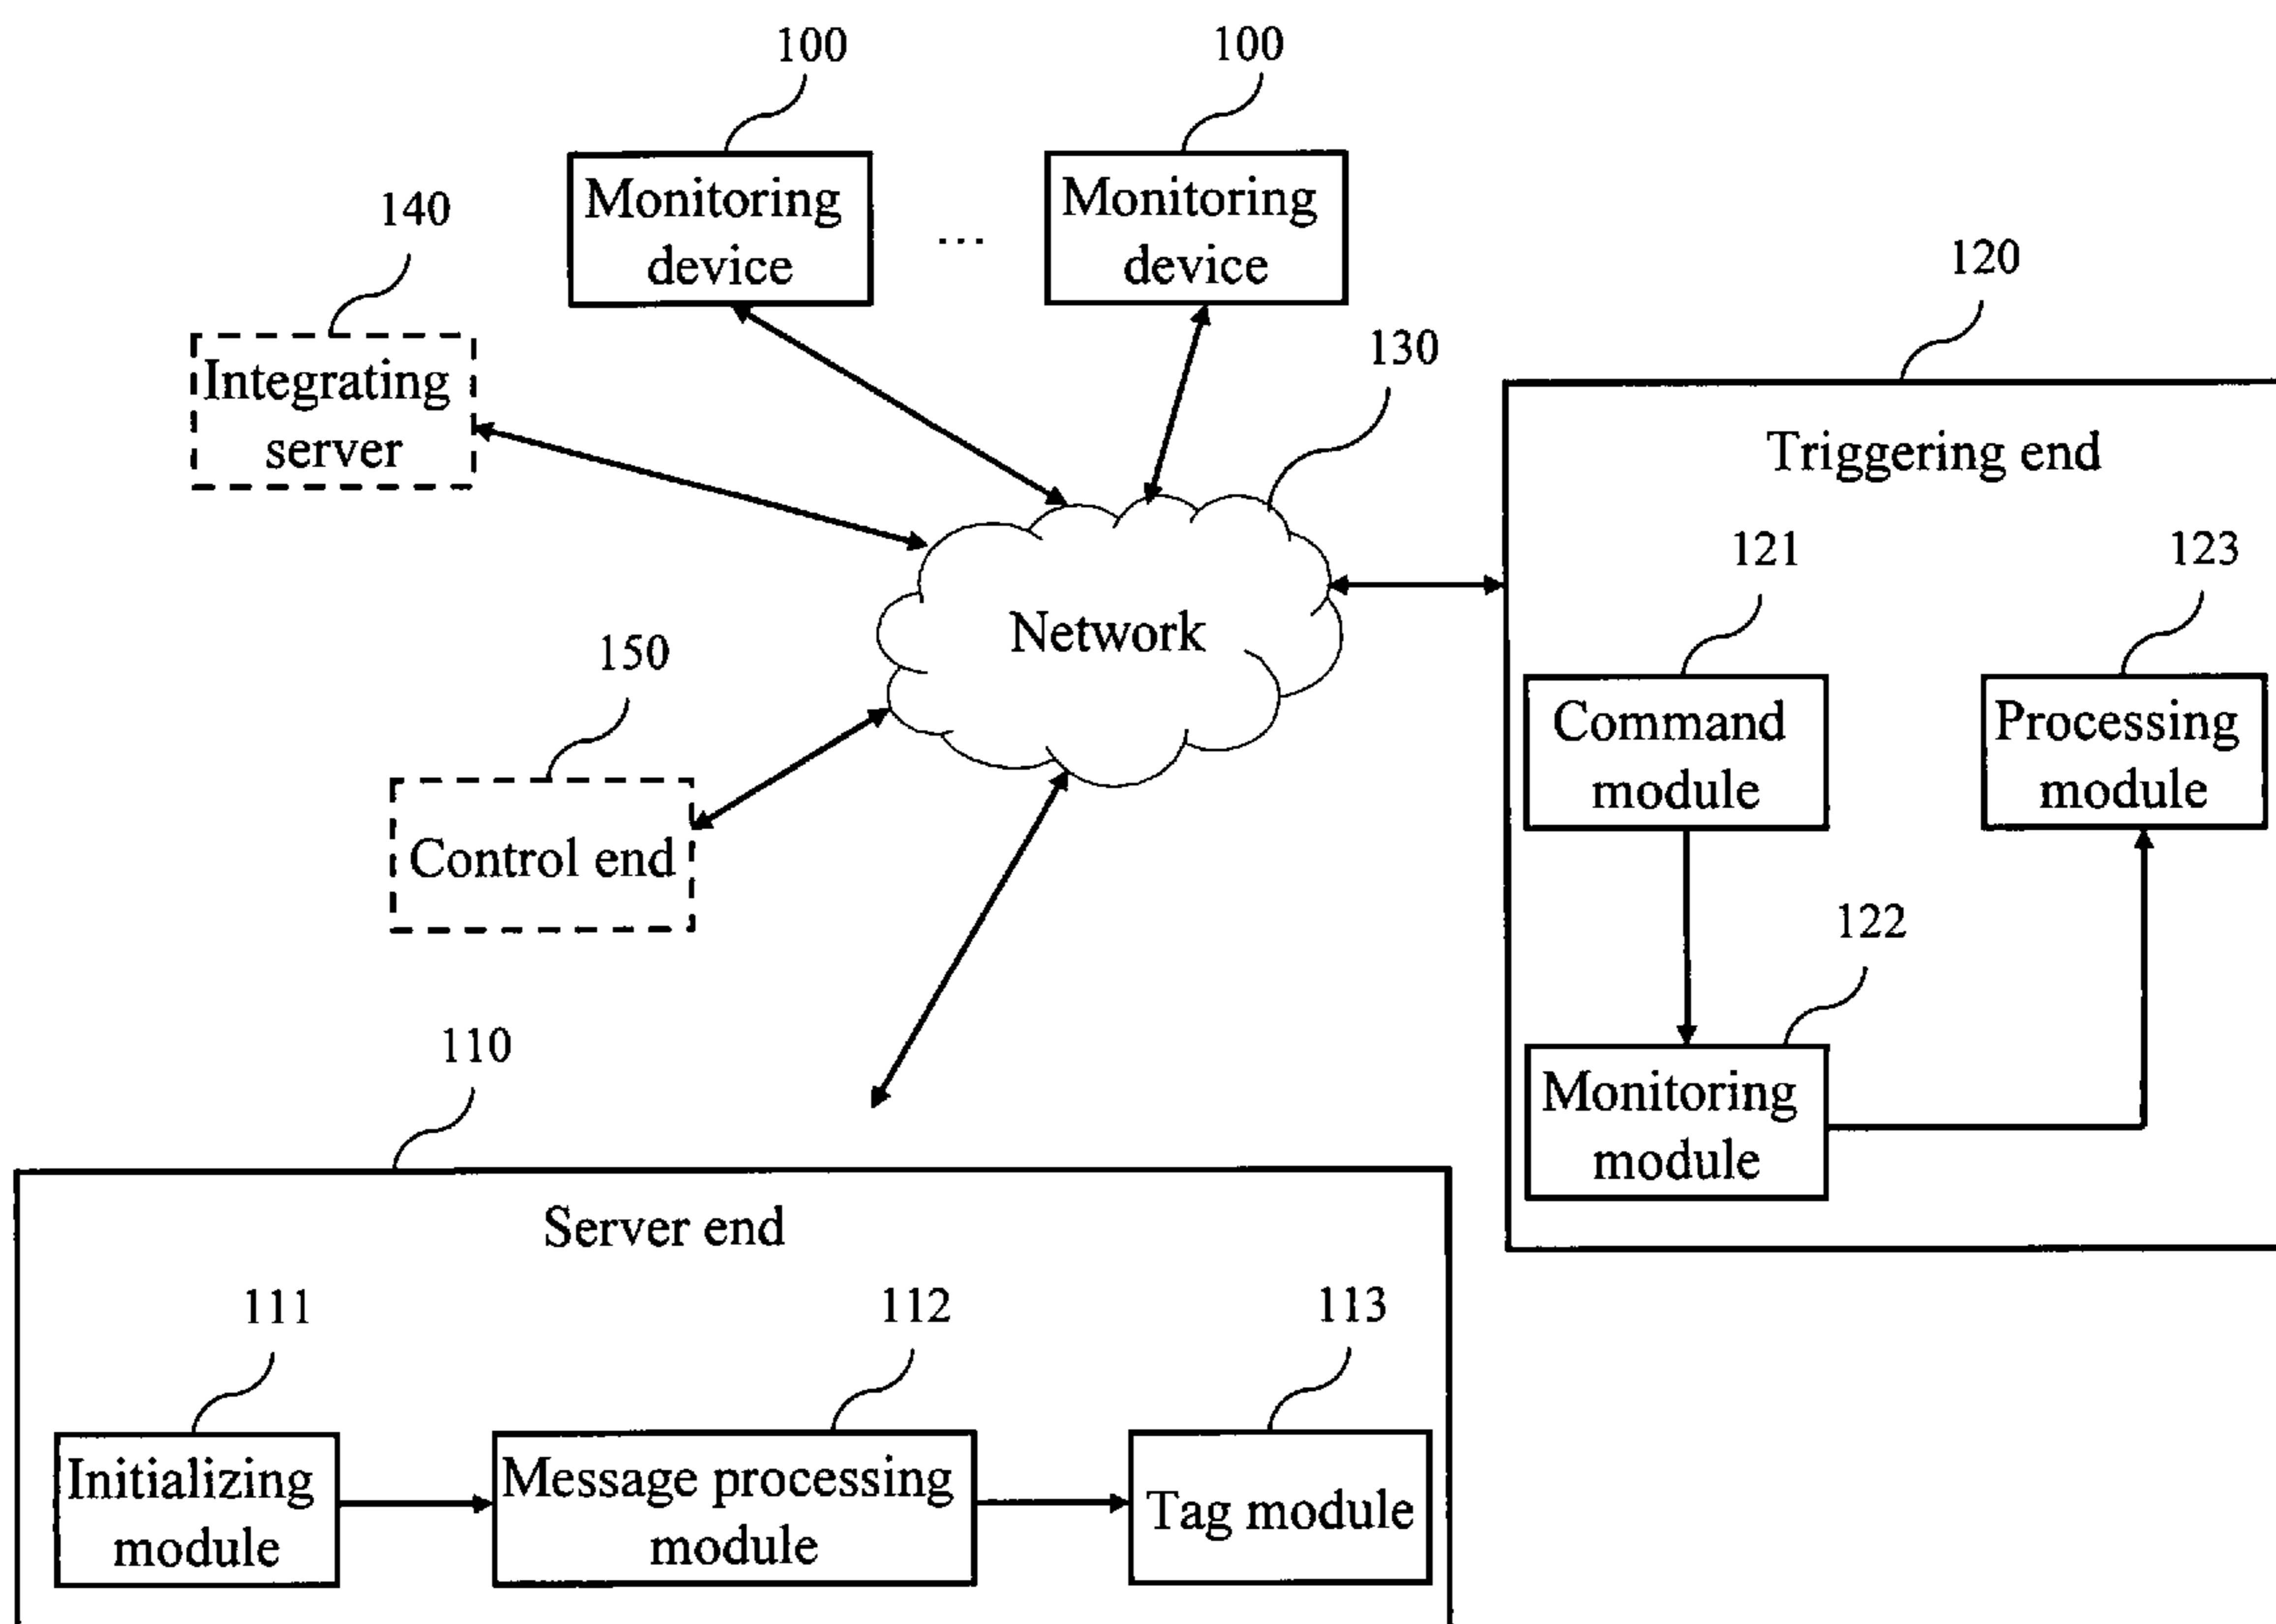 100
100
Monitoring
device
...
Monitoring
device
140
Integrating
server
120
130
Triggering end
Network
121
123
Command
module
Processing
module
150
Control end
122
Monitoring
module
110
Server end
111
112
113
Initializing
module
Message processing
module
Tag module